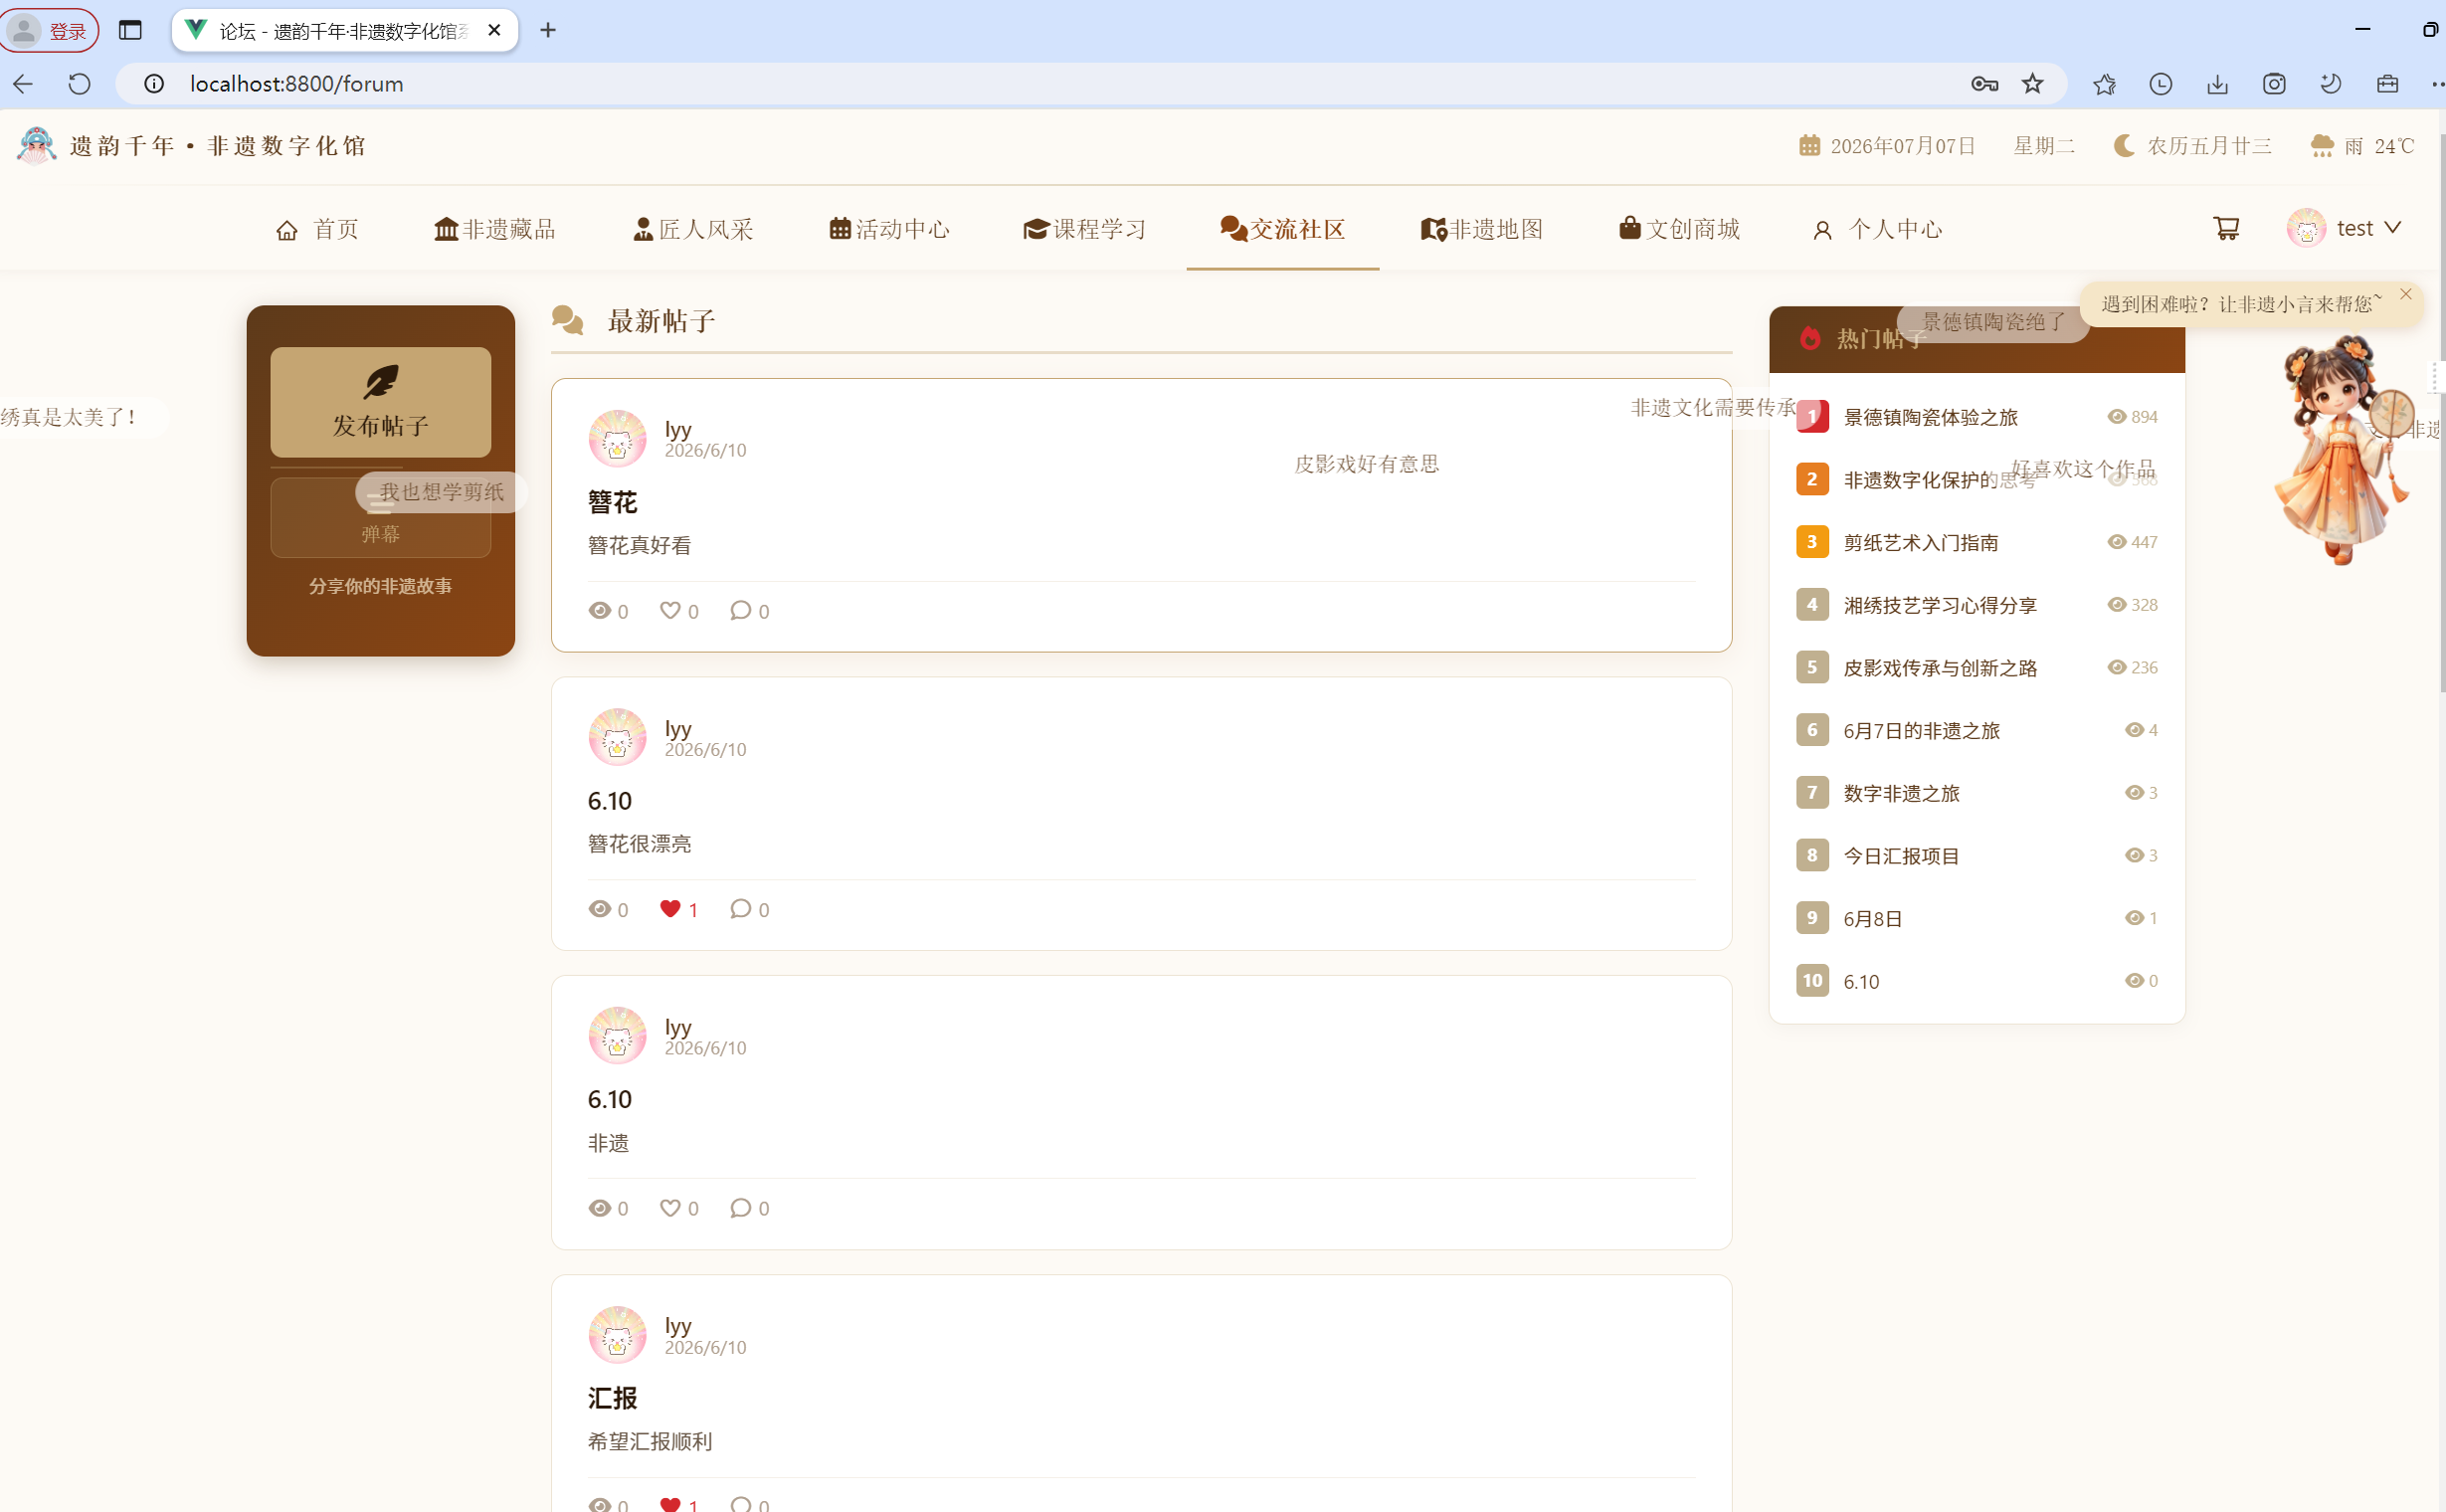 登录
论坛 - 遗韵千年·非遗数字化馆系
localhost:8800/forum
遗韵千年·非遗数字化馆
2026年07月07日 星期二 农历五月廿三 雨 24℃
首页 非遗藏品 匠人风采 活动中心 课程学习 交流社区 非遗地图 文创商城 个人中心 test
遇到困难啦？让非遗小言来帮您~
绣真是太美了！
发布帖子
我也想学剪纸
弹幕
分享你的非遗故事
最新帖子
lyy
2026/6/10
簪花
簪花真好看
0 0 0
非遗文化需要传承
皮影戏好有意思
lyy
2026/6/10
6.10
簪花很漂亮
0 1 0
lyy
2026/6/10
6.10
非遗
0 0 0
lyy
2026/6/10
汇报
希望汇报顺利
0 1 0
热门帖子
景德镇陶瓷绝了
1 景德镇陶瓷体验之旅 894
好喜欢这个作品
2 非遗数字化保护的思考
3 剪纸艺术入门指南 447
4 湘绣技艺学习心得分享 328
5 皮影戏传承与创新之路 236
6 6月7日的非遗之旅 4
7 数字非遗之旅 3
8 今日汇报项目 3
9 6月8日 1
10 6.10 0
非遗